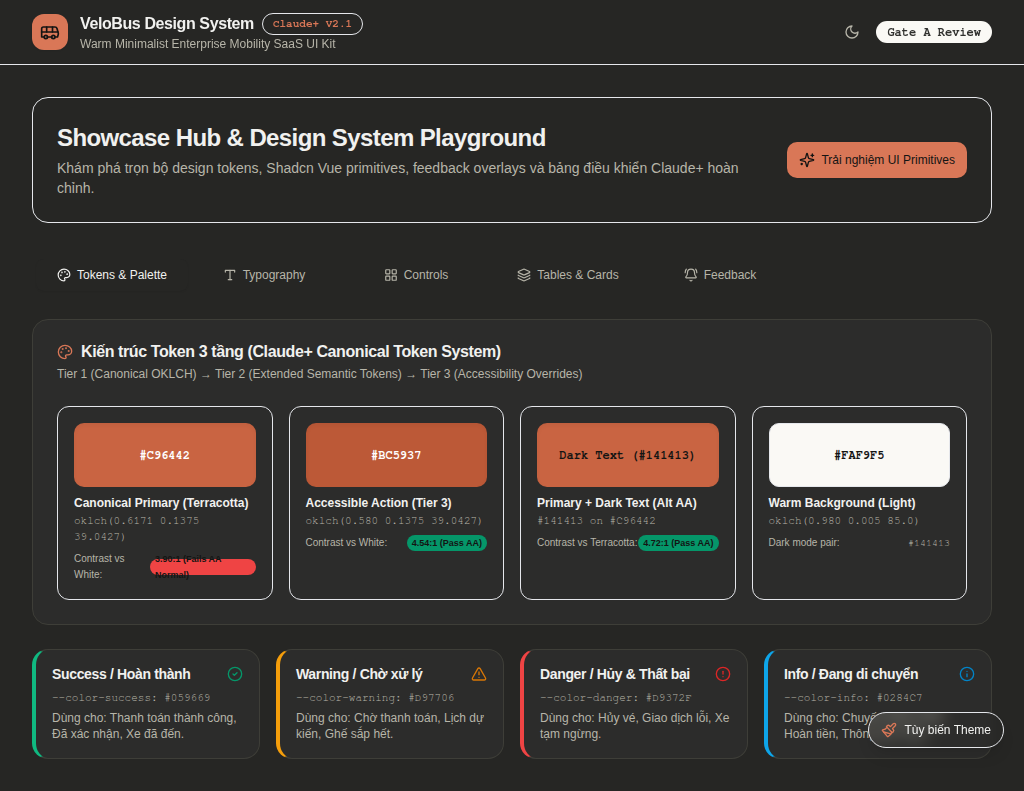 VeloBus Design System
Claude+ V2.1
Warm Minimalist Enterprise Mobility SaaS UI Kit
Gate A Review
Showcase Hub & Design System Playground
Khám phá trọn bộ design tokens, Shadcn Vue primitives, feedback overlays và bảng điều khiển Claude+ hoàn
chỉnh.
Trải nghiệm UI Primitives
Tokens & Palette
Typography
Controls
Tables & Cards
Feedback
Kiến trúc Token 3 tầng (Claude+ Canonical Token System)
Tier 1 (Canonical OKLCH) → Tier 2 (Extended Semantic Tokens) → Tier 3 (Accessibility Overrides)
#C96442
Canonical Primary (Terracotta)
oklch(0.6171 0.1375
39.0427)
Contrast vs
White:
3.90:1 (Fails AA
Normal)
#BC5937
Accessible Action (Tier 3)
oklch(0.580 0.1375 39.0427)
Contrast vs White:
4.54:1 (Pass AA)
Dark Text (#141413)
Primary + Dark Text (Alt AA)
#141413 on #C96442
Contrast vs Terracotta:
4.72:1 (Pass AA)
#FAF9F5
Warm Background (Light)
oklch(0.980 0.005 85.0)
Dark mode pair:
#141413
Success / Hoàn thành
--color-success: #059669
Dùng cho: Thanh toán thành công,
Đã xác nhận, Xe đã đến.
Warning / Chờ xử lý
--color-warning: #D97706
Dùng cho: Chờ thanh toán, Lịch dự
kiến, Ghế sắp hết.
Danger / Hủy & Thất bại
--color-danger: #D9372F
Dùng cho: Hủy vé, Giao dịch lỗi, Xe
tạm ngừng.
Info / Đang di chuyển
--color-info: #0284C7
Dùng cho:
Hoàn tiền,
Tùy biến Theme